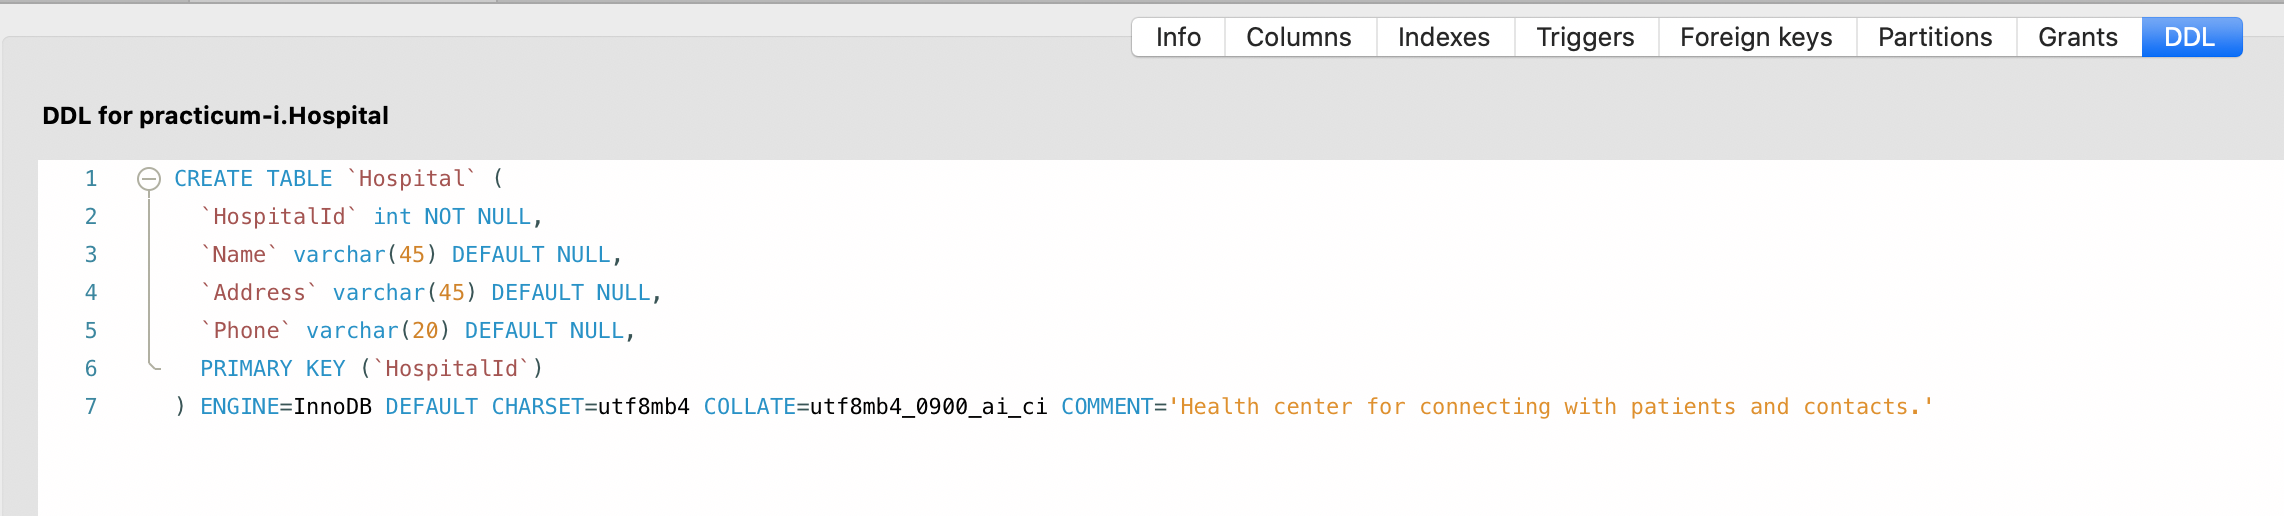 Info Columns Indexes Triggers Foreign keys Partitions Grants DDL
DDL for practicum-i.Hospital
1 CREATE TABLE `Hospital` (
2 `HospitalId` int NOT NULL,
3 `Name` varchar(45) DEFAULT NULL,
4 `Address` varchar(45) DEFAULT NULL,
5 `Phone` varchar(20) DEFAULT NULL,
6 PRIMARY KEY (`HospitalId`)
7 ) ENGINE=InnoDB DEFAULT CHARSET=utf8mb4 COLLATE=utf8mb4_0900_ai_ci COMMENT='Health center for connecting with patients and contacts.'